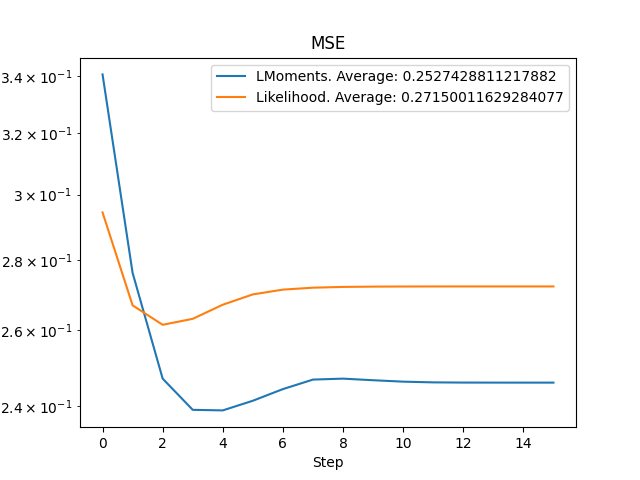 MSE
LMoments. Average: 0.2527428811217882
Likelihood. Average: 0.27150011629284077
3.4 × 10⁻¹
3.2 × 10⁻¹
3 × 10⁻¹
2.8 × 10⁻¹
2.6 × 10⁻¹
2.4 × 10⁻¹
0 2 4 6 8 10 12 14
Step